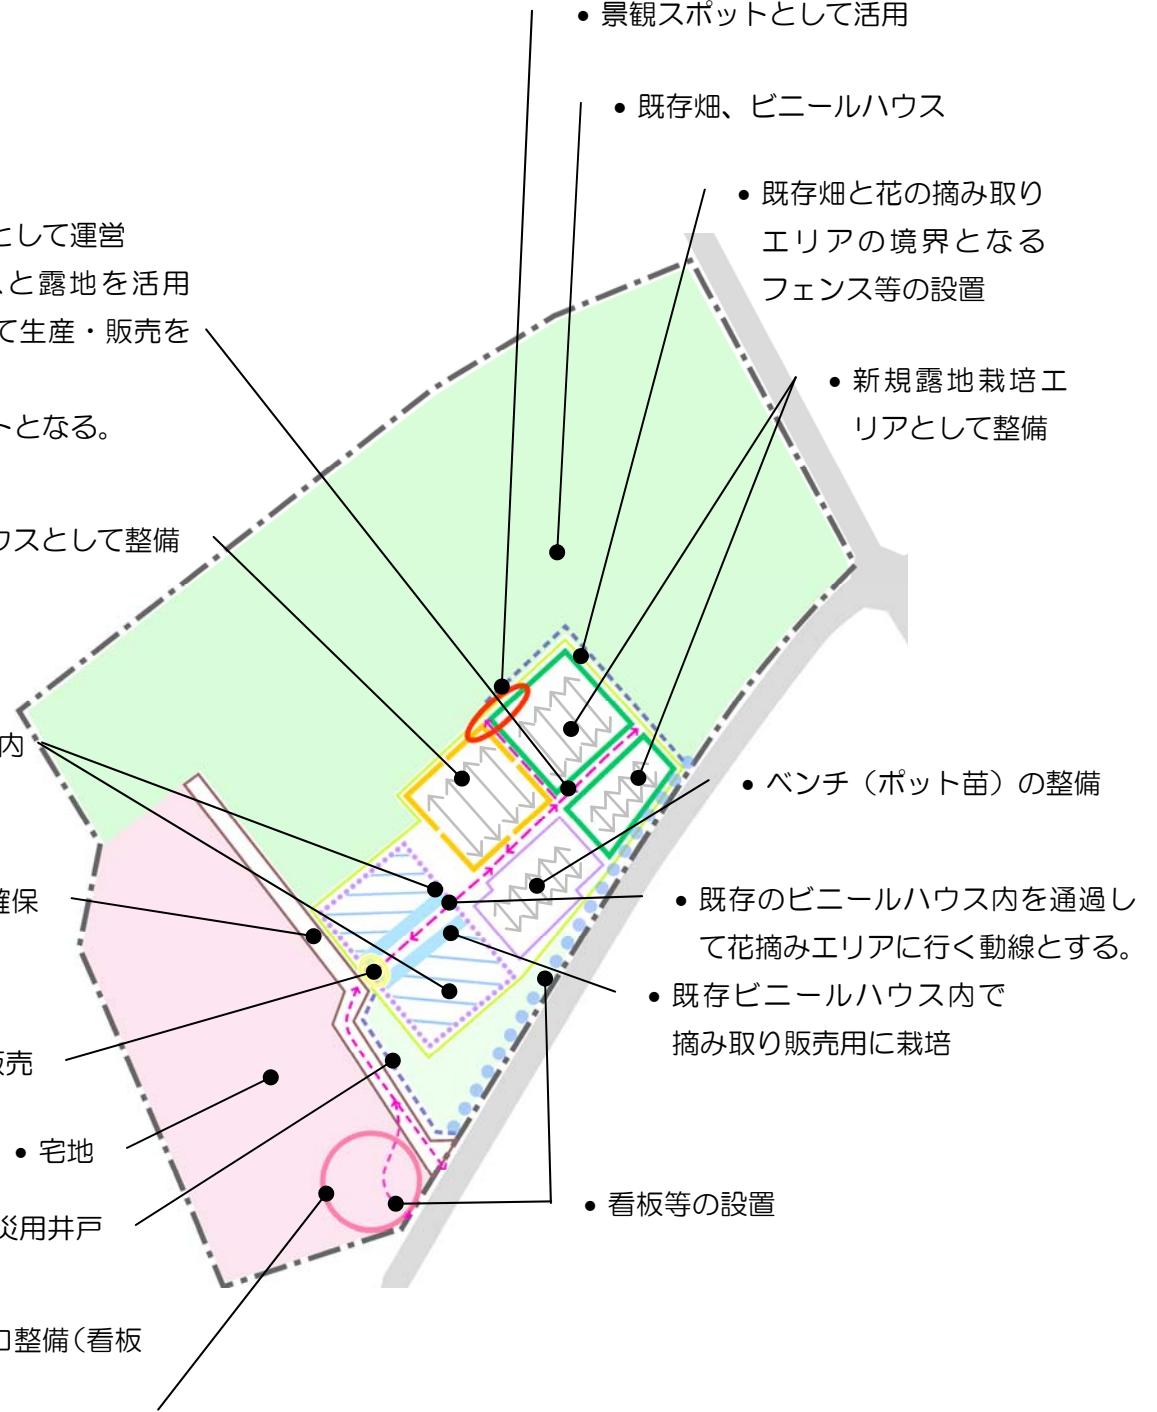 • 景観スポットとして活用
• 既存畑、ビニールハウス
• 既存畑と花の摘み取り
エリアの境界となる
フェンス等の設置
として運営
と露地を活用
て生産・販売を
• 新規露地栽培エ
リアとして整備
トとなる。
ウスとして整備
内
• ベンチ（ポット苗）の整備
確保
• 既存のビニールハウス内を通過し
て花摘みエリアに行く動線とする。
• 既存ビニールハウス内で
摘み取り販売用に栽培
販売
• 宅地
• 看板等の設置
災用井戸
口整備（看板